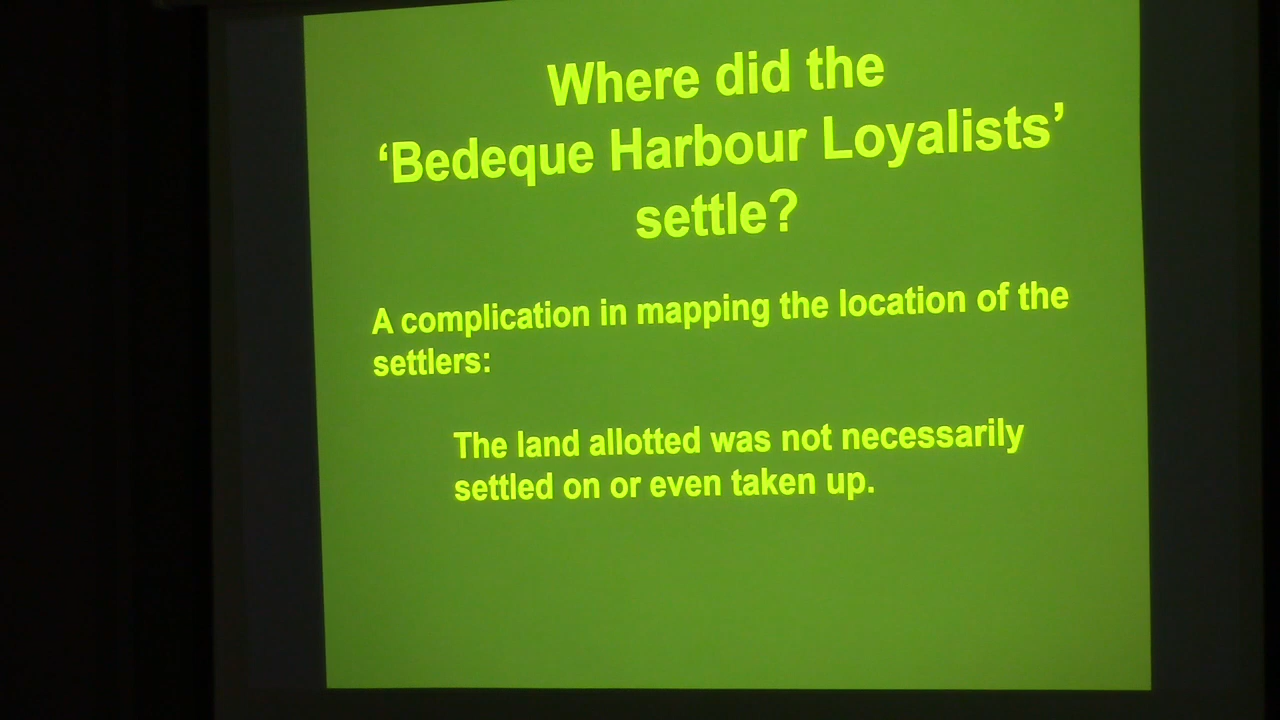 Where did the
‘Bedeque Harbour Loyalists’
settle?
A complication in mapping the location of the
settlers:
The land allotted was not necessarily
settled on or even taken up.